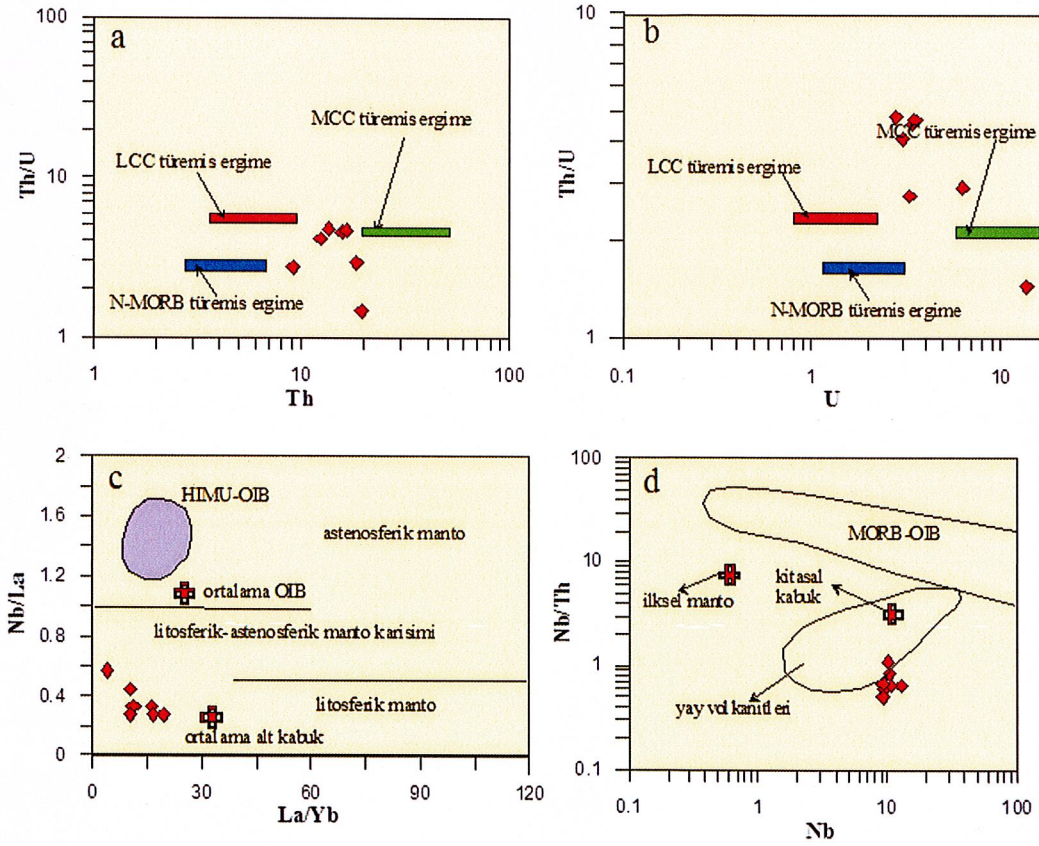 a
100
10
1
Th/U
MCC türemis ergime
LCC türemis ergime
N-MORB türemis ergime
1
10
100
Th
b
10
1
Th/U
MCC türemis ergime
LCC türemis ergime
N-MORB türemis ergime
0.1
1
10
U
c
2
1.6
1.2
0.8
0.4
0
Nb/La
HIMU-OIB
astenosferik manto
ortalama OIB
litosferik-astenosferik manto karisimi
litosferik manto
ortalama alt kabuk
0
30
60
90
120
La/Yb
d
100
10
1
0.1
Nb/Th
MORB-OIB
kitasal
kabuk
ilksel manto
yay volkanitleri
0.1
1
10
100
Nb